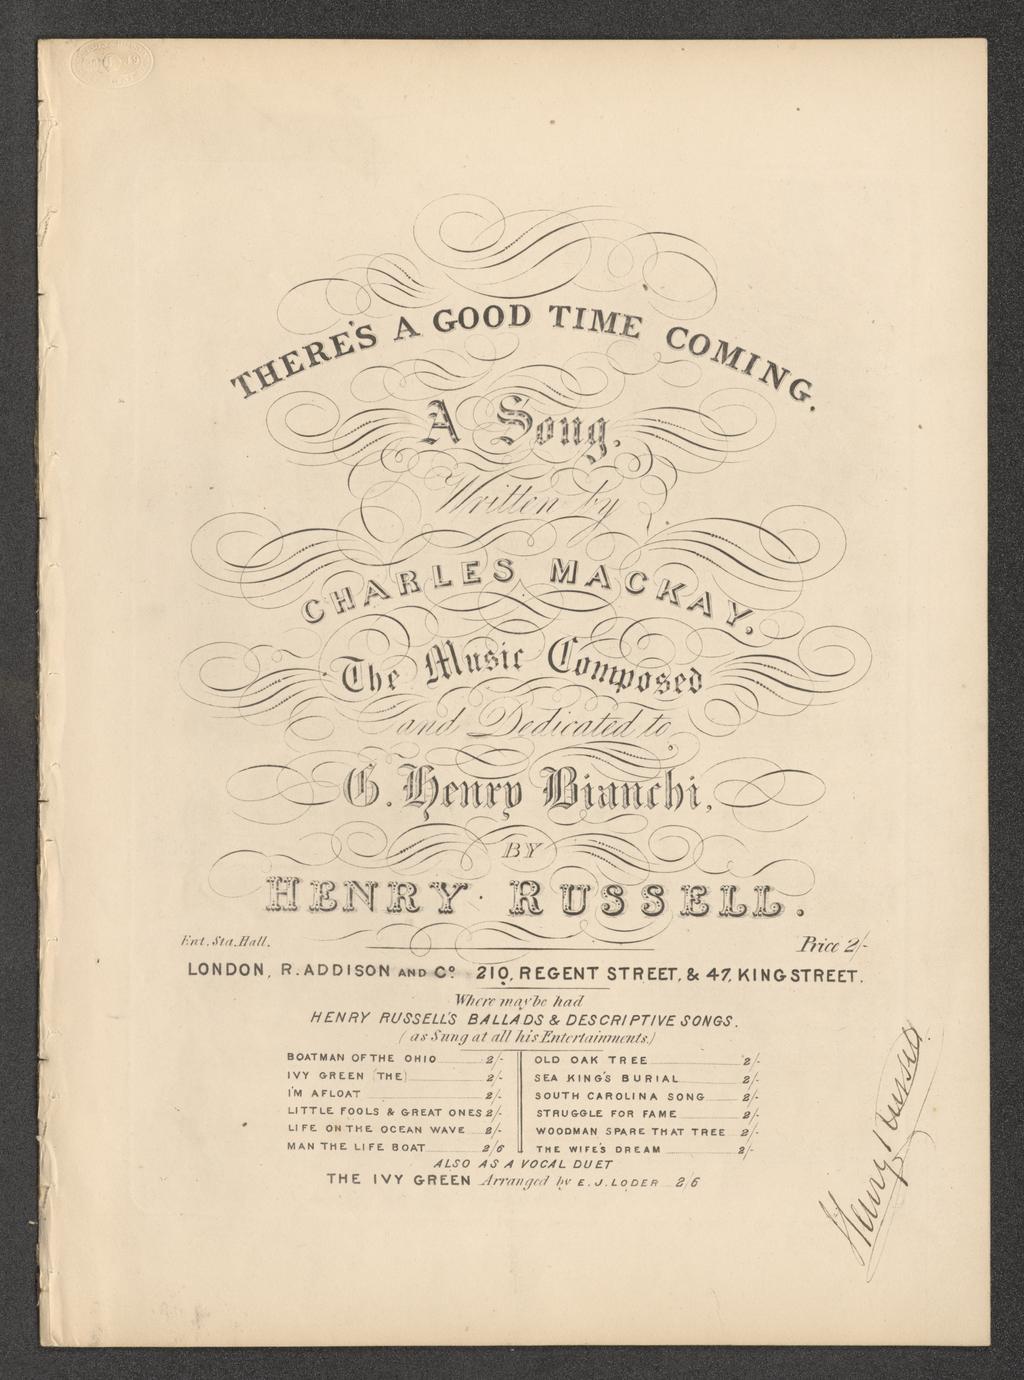 THERE'S A GOOD TIME COMING.
A Song,
Written by
CHARLES MACKAY.
The Music Composed
and Dedicated to
G. Henry Bianchi,
BY
HENRY RUSSELL.
Ent. Sta. Hall. Price 2/-
LONDON, R. ADDISON AND Co. 210, REGENT STREET, & 47, KING STREET.
Where may be had
HENRY RUSSELL'S BALLADS & DESCRIPTIVE SONGS.
(as Sung at all his Entertainments.)
BOATMAN OF THE OHIO 2/-
IVY GREEN (THE) 2/-
I'M AFLOAT 2/-
LITTLE FOOLS & GREAT ONES 2/-
LIFE ON THE OCEAN WAVE 2/-
MAN THE LIFE BOAT 2/6
OLD OAK TREE 2/-
SEA KING'S BURIAL 2/-
SOUTH CAROLINA SONG 2/-
STRUGGLE FOR FAME 2/-
WOODMAN SPARE THAT TREE 2/-
THE WIFE'S DREAM 2/-
ALSO AS A VOCAL DUET
THE IVY GREEN Arranged by E. J. LODER 2/6
Henry Russell